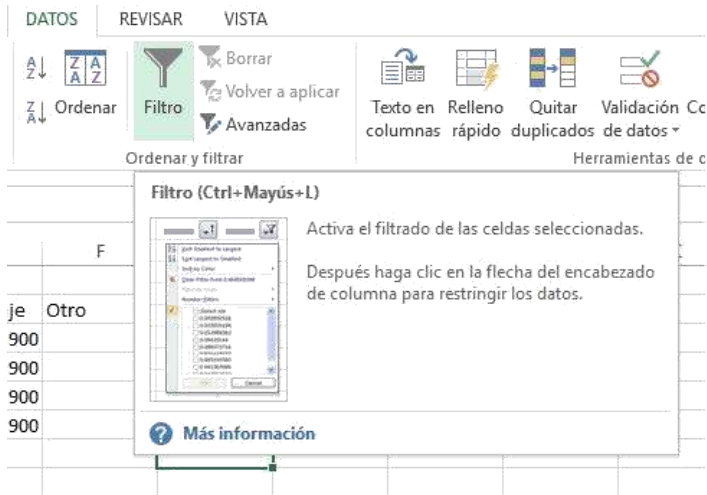 DATOS REVISAR VISTA
Ordenar
Filtro
Borrar
Volver a aplicar
Avanzadas
Texto en columnas
Relleno rápido
Quitar duplicados
Validación de datos
Co
Ordenar y filtrar
Herramientas de d
Filtro (Ctrl+Mayús+L)
Activa el filtrado de las celdas seleccionadas.
Después haga clic en la flecha del encabezado
de columna para restringir los datos.
Más información
F
je Otro
900
900
900
900